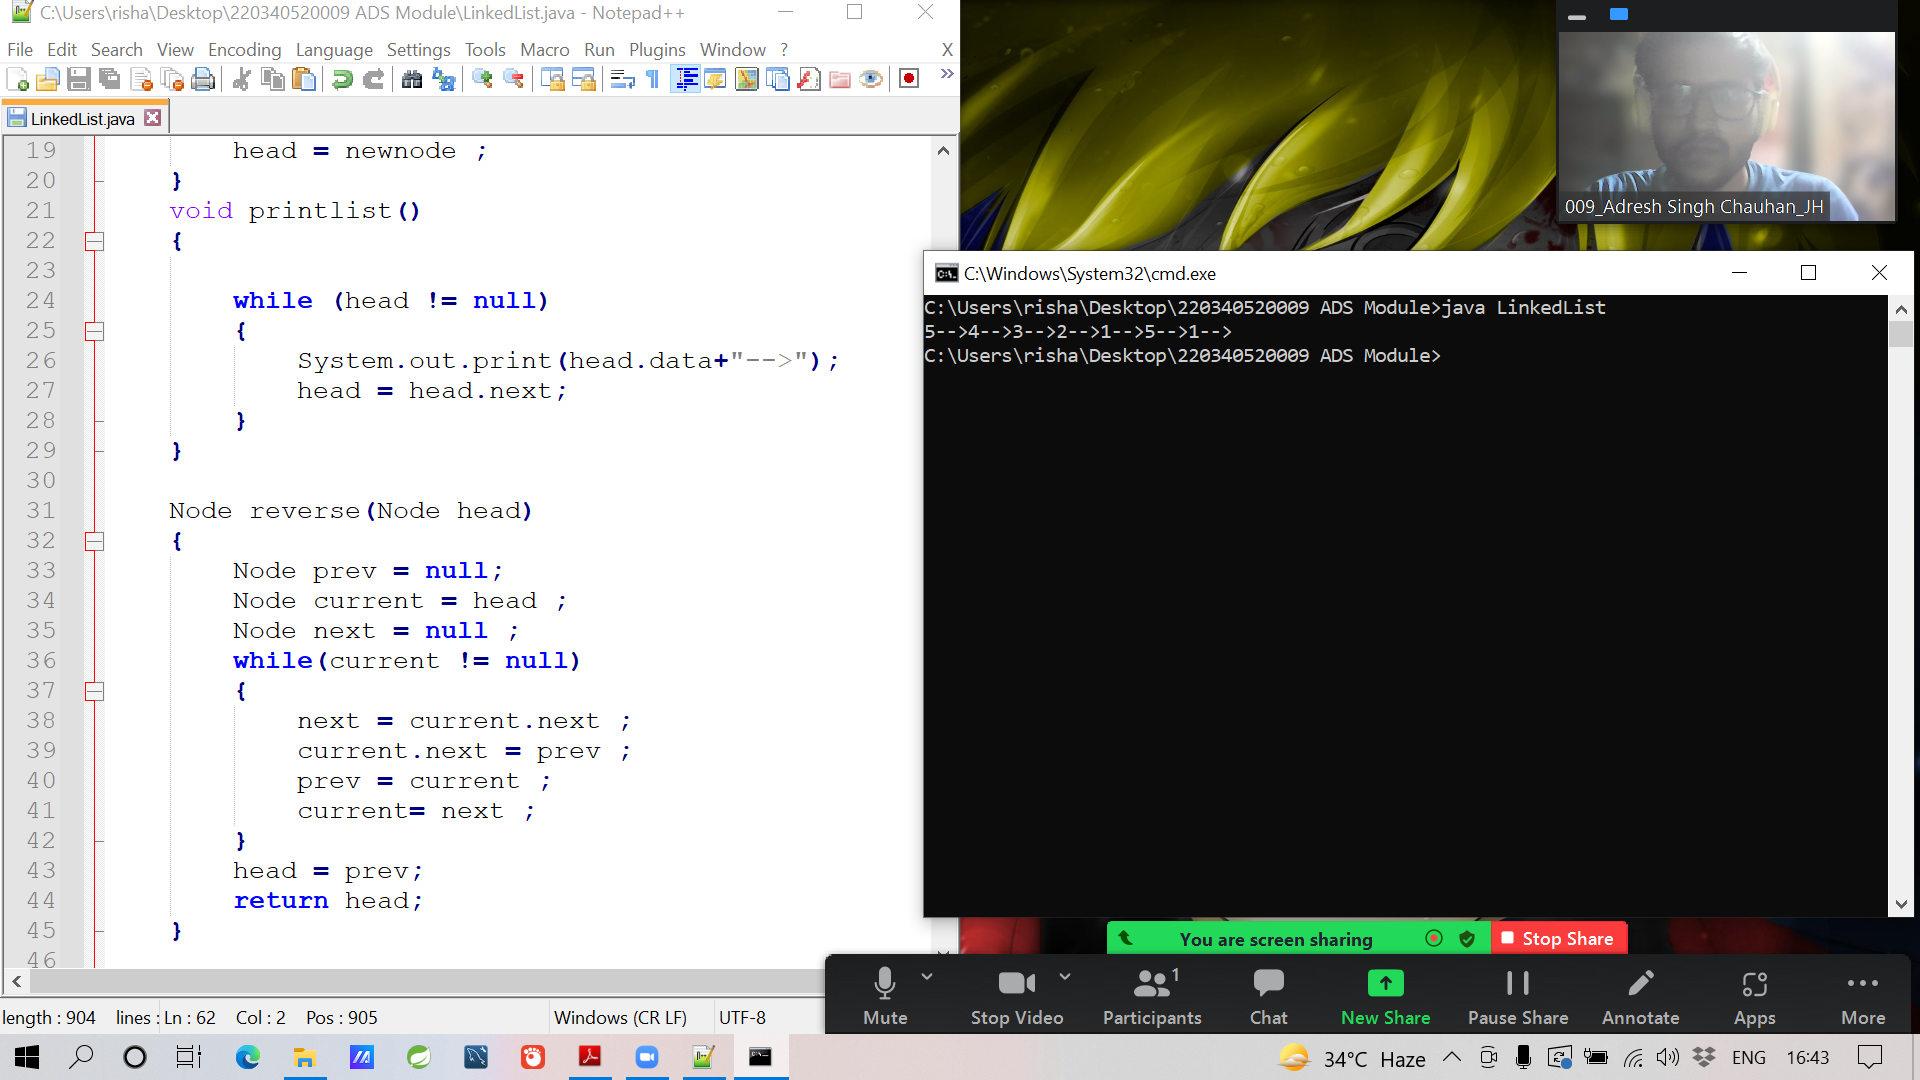 C:\Users\risha\Desktop\220340520009 ADS Module\LinkedList.java - Notepad++
File Edit Search View Encoding Language Settings Tools Macro Run Plugins Window ? X
LinkedList.java
19 head = newnode ;
20 }
21 void printlist()
22 {
23
24 while (head != null)
25 {
26 System.out.print(head.data+"-->");
27 head = head.next;
28 }
29 }
30
31 Node reverse(Node head)
32 {
33 Node prev = null;
34 Node current = head ;
35 Node next = null ;
36 while(current != null)
37 {
38 next = current.next ;
39 current.next = prev ;
40 prev = current ;
41 current= next ;
42 }
43 head = prev;
44 return head;
45 }
46
length : 904 lines : Ln : 62 Col : 2 Pos : 905 Windows (CR LF) UTF-8
009_Adresh Singh Chauhan_JH
C:\Windows\System32\cmd.exe
C:\Users\risha\Desktop\220340520009 ADS Module>java LinkedList
5-->4-->3-->2-->1-->5-->1-->
C:\Users\risha\Desktop\220340520009 ADS Module>
You are screen sharing Stop Share
1
Mute Stop Video Participants Chat New Share Pause Share Annotate Apps More
34°C Haze ENG 16:43